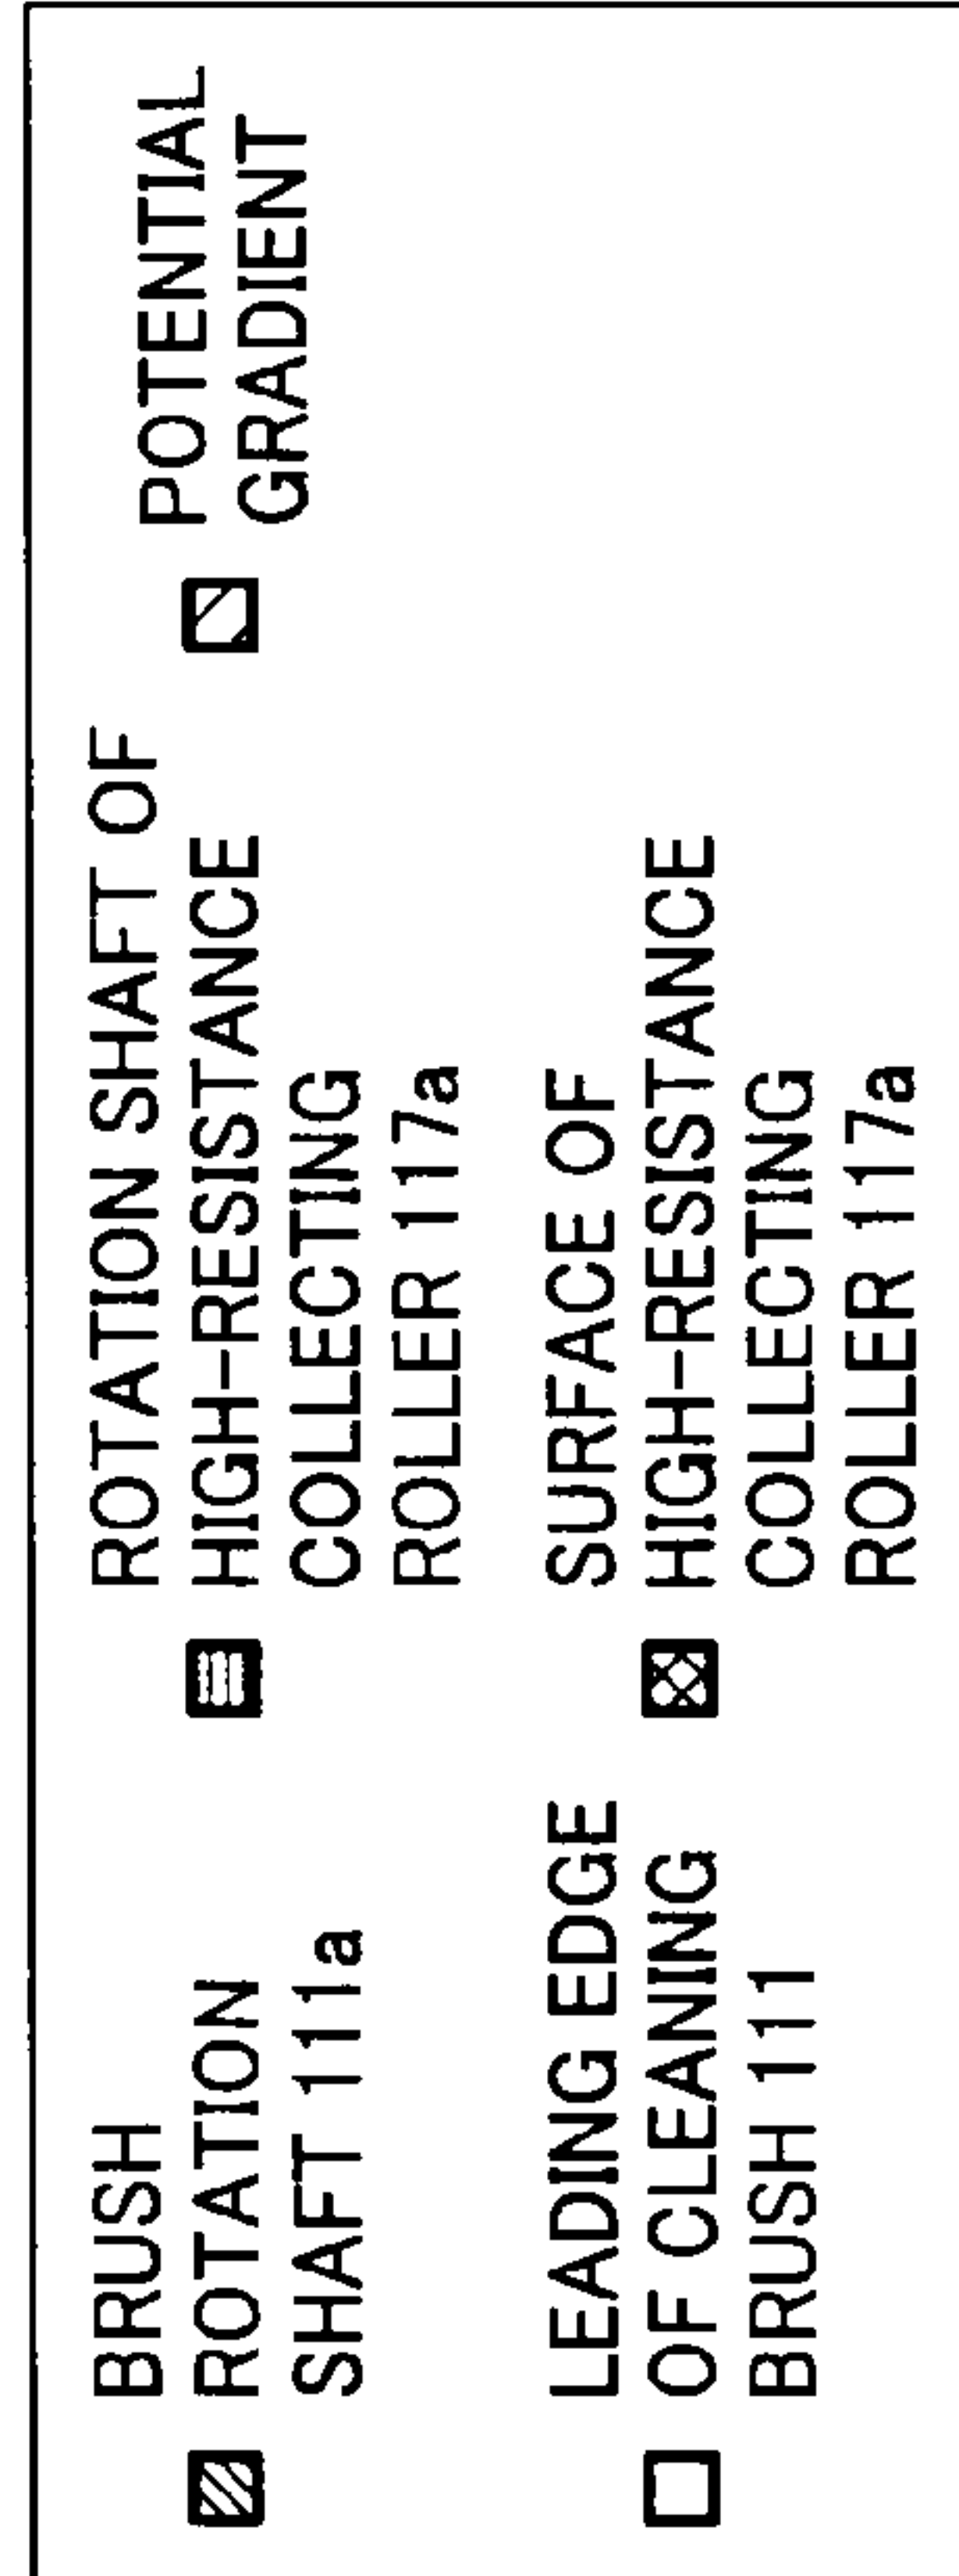 BRUSH
ROTATION
SHAFT 111a
LEADING EDGE
OF CLEANING
BRUSH 111
ROTATION SHAFT OF
HIGH-RESISTANCE
COLLECTING
ROLLER 117a
SURFACE OF
HIGH-RESISTANCE
COLLECTING
ROLLER 117a
POTENTIAL
GRADIENT